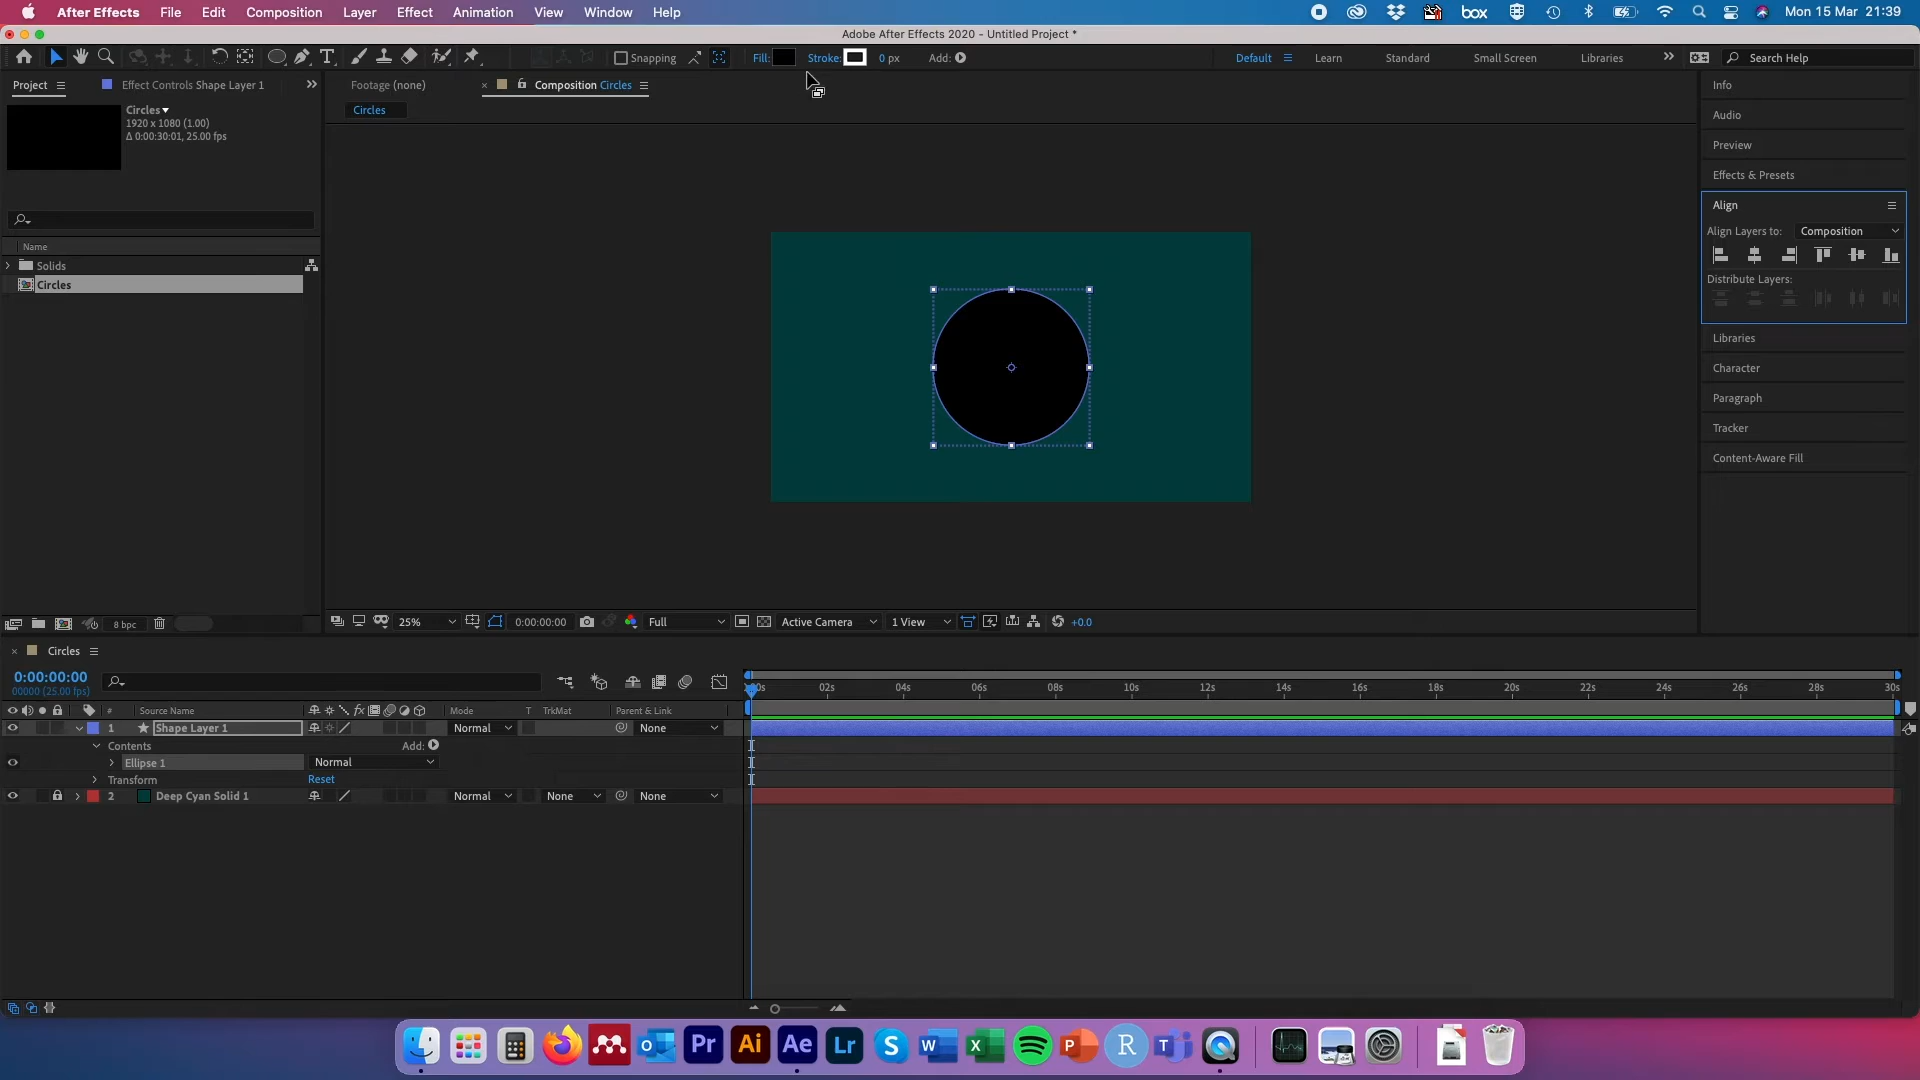 After Effects File Edit Composition Layer Effect Animation View Window Help box Mon 15 Mar 21:39
Adobe After Effects 2020 - Untitled Project *
Snapping Fill: Stroke: 0 px Add: Default Learn Standard Small Screen Libraries Search Help
Project Effect Controls Shape Layer 1 Footage (none) Composition Circles Info
Circles
1920 x 1080 (1.00)
Δ 0:00:30:01, 25.00 fps
Circles
Audio
Preview
Effects & Presets
Align
Align Layers to: Composition
Distribute Layers:
Libraries
Character
Paragraph
Tracker
Content-Aware Fill
Name
Solids
Circles
8 bpc 25% 0:00:00:00 Full Active Camera 1 View +0.0
Circles
0:00:00:00
00000 (25.00 fps)
02s 04s 06s 08s 10s 12s 14s 16s 18s 20s 22s 24s 26s 28s 30s
# Source Name fx Mode T TrkMat Parent & Link
1 Shape Layer 1 Normal None
Contents Add:
Ellipse 1 Normal
Transform Reset
2 Deep Cyan Solid 1 Normal None None
Pr Ai Ae Lr S W X P R T